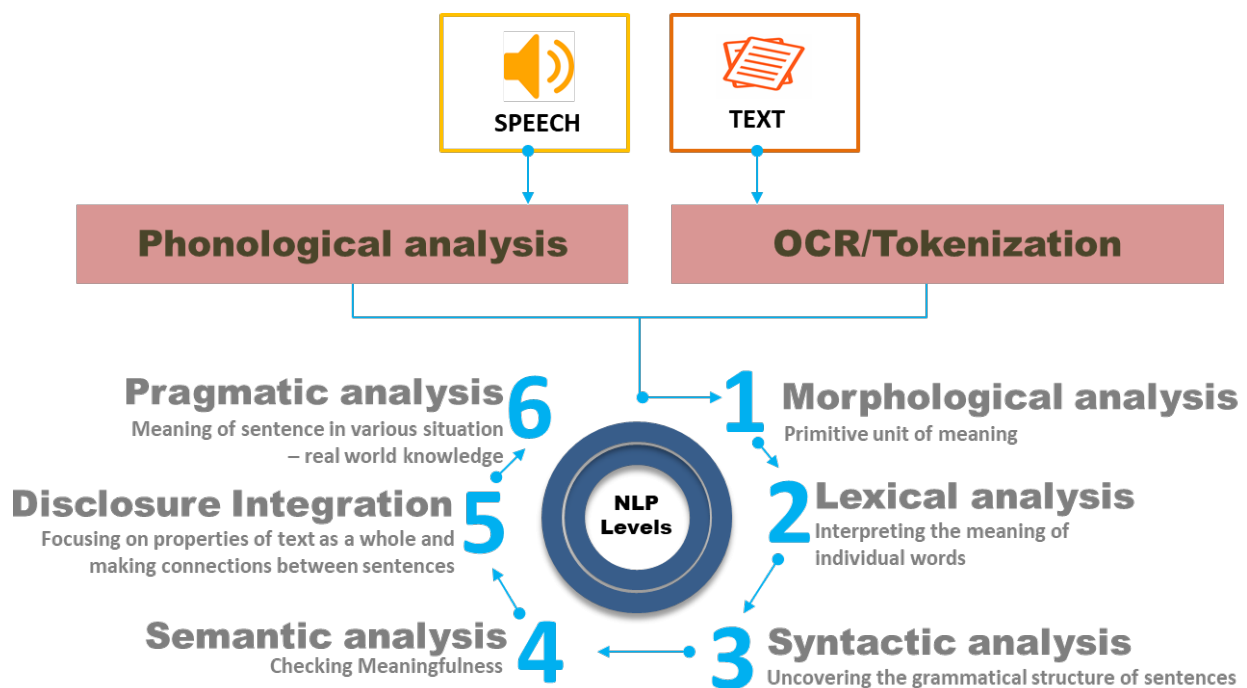 SPEECH
TEXT
Phonological analysis
OCR/Tokenization
1
Morphological analysis
Primitive unit of meaning
2
Lexical analysis
Interpreting the meaning of
individual words
3
Syntactic analysis
Uncovering the grammatical structure of sentences
4
Semantic analysis
Checking Meaningfulness
5
Disclosure Integration
Focusing on properties of text as a whole and
making connections between sentences
6
Pragmatic analysis
Meaning of sentence in various situation
– real world knowledge
NLP
Levels